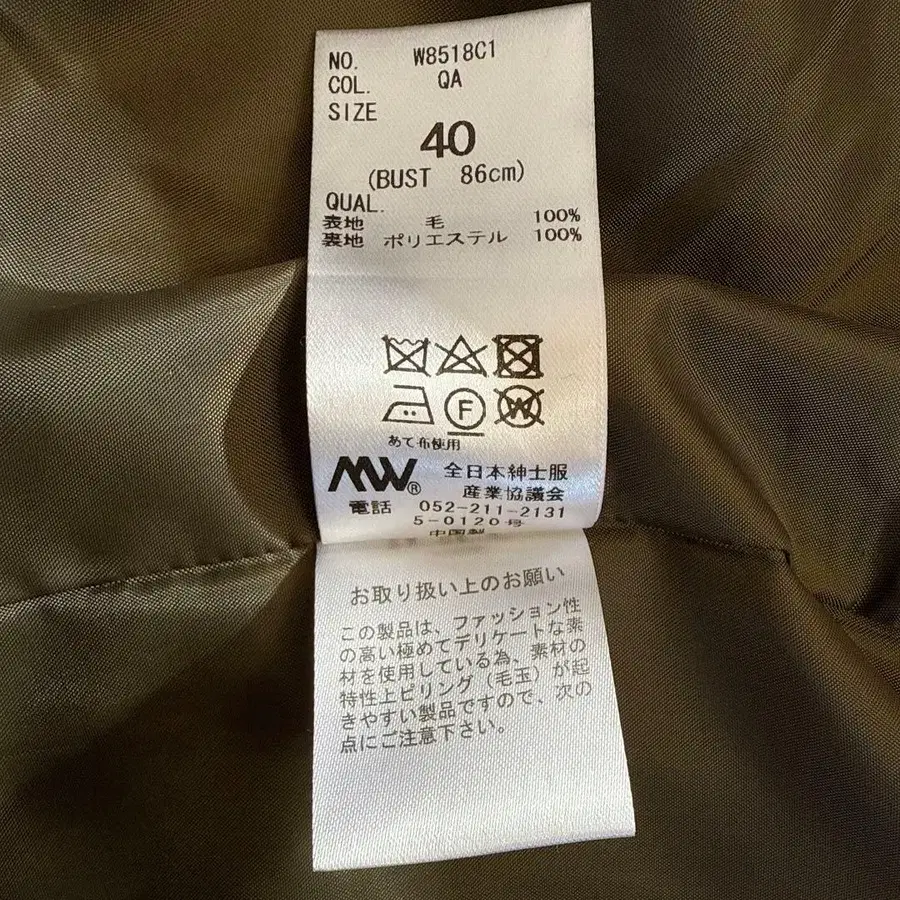 NO. W8518C1
COL. QA
SIZE
40
(BUST 86cm)
QUAL.
表地 毛 100%
裏地 ポリエステル 100%
F
W
あて布使用
MW® 全日本紳士服
産業協議会
電話 052-211-2131
5-0120号
中国製
お取り扱い上のお願い
この製品は、ファッション性
の高い極めてデリケートな素
材を使用している為、素材の
特性上ピリング（毛玉）が起
きやすい製品ですので、次の
点にご注意下さい。